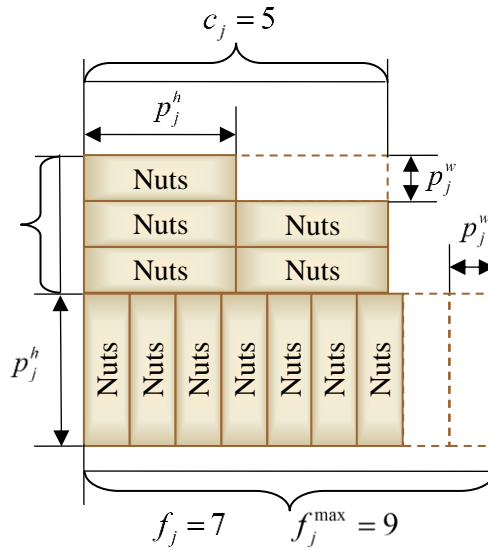 c_j = 5
p_j^h
Nuts
p_j^w
Nuts Nuts
p_j^w
Nuts Nuts
p_j^h
Nuts Nuts Nuts Nuts Nuts Nuts Nuts
f_j = 7 f_j^max = 9